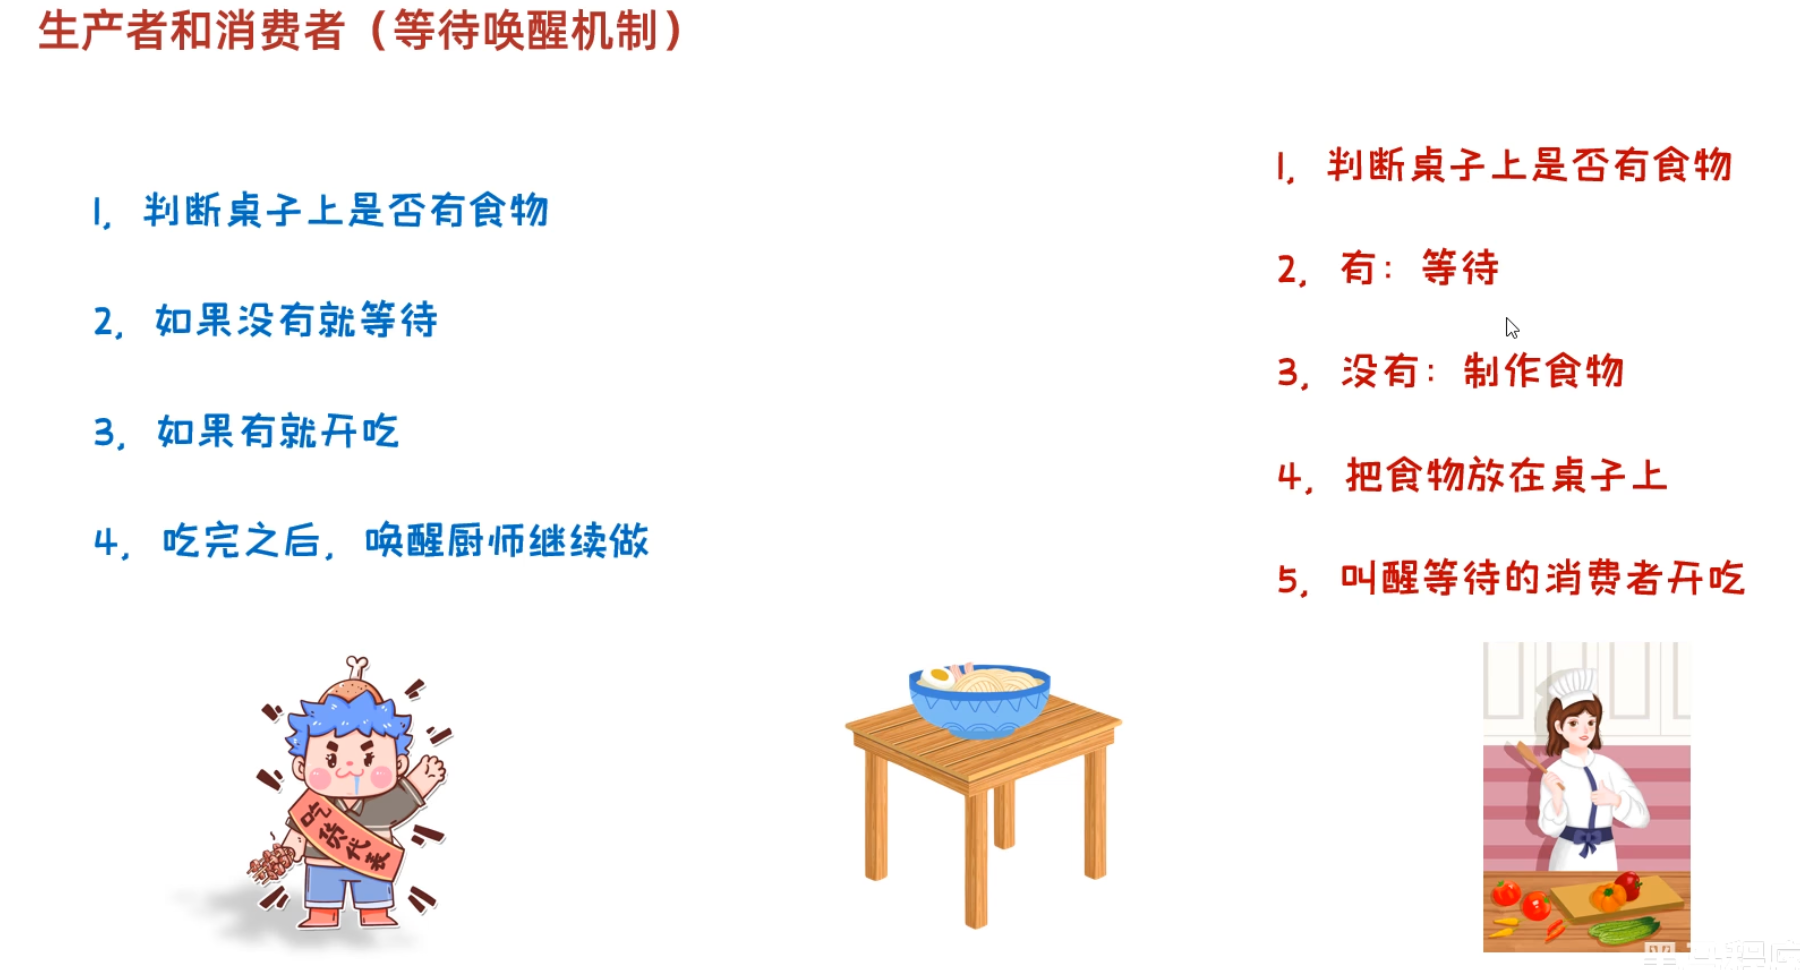 生产者和消费者（等待唤醒机制）
1, 判断桌子上是否有食物
2, 如果没有就等待
3, 如果有就开吃
4, 吃完之后, 唤醒厨师继续做
1, 判断桌子上是否有食物
2, 有: 等待
3, 没有: 制作食物
4, 把食物放在桌子上
5, 叫醒等待的消费者开吃
吃货代表